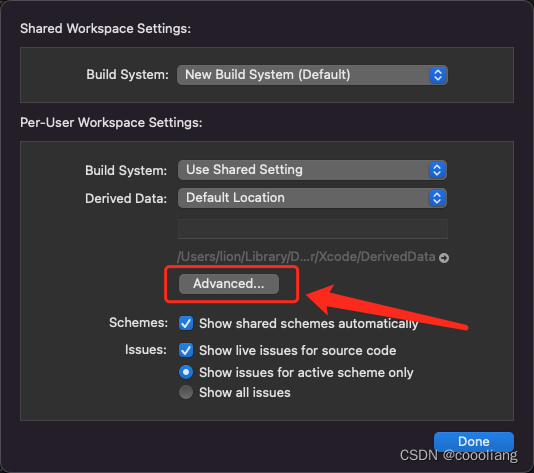 Shared Workspace Settings:
Build System: New Build System (Default)
Per-User Workspace Settings:
Build System: Use Shared Setting
Derived Data: Default Location
/Users/lion/Library/D...r/Xcode/DerivedData
Advanced...
Schemes: Show shared schemes automatically
Issues: Show live issues for source code
Show issues for active scheme only
Show all issues
Done
CSDN @coooliang